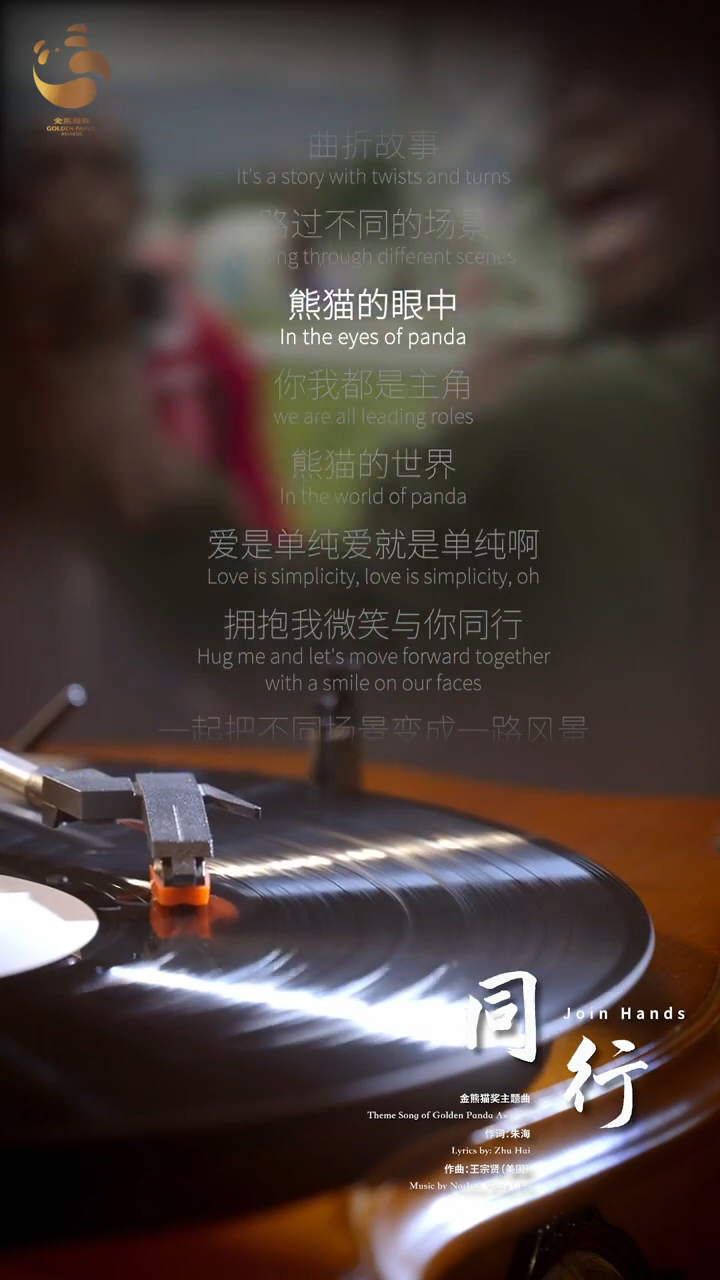 金熊猫奖
GOLDEN PANDA
AWARDS
曲折故事
It's a story with twists and turns
路过不同的场景
through different scenes
熊猫的眼中
In the eyes of panda
你我都是主角
we are all leading roles
熊猫的世界
In the world of panda
爱是单纯爱就是单纯啊
Love is simplicity, love is simplicity, oh
拥抱我微笑与你同行
Hug me and let's move forward together
with a smile on our faces
一起把不同场景变成一路风景
同行
Join Hands
金熊猫奖主题曲
Theme Song of Golden Panda
作词:朱海
Lyrics by: Zhu Hai
作曲:王宗贤(美国)
Music by